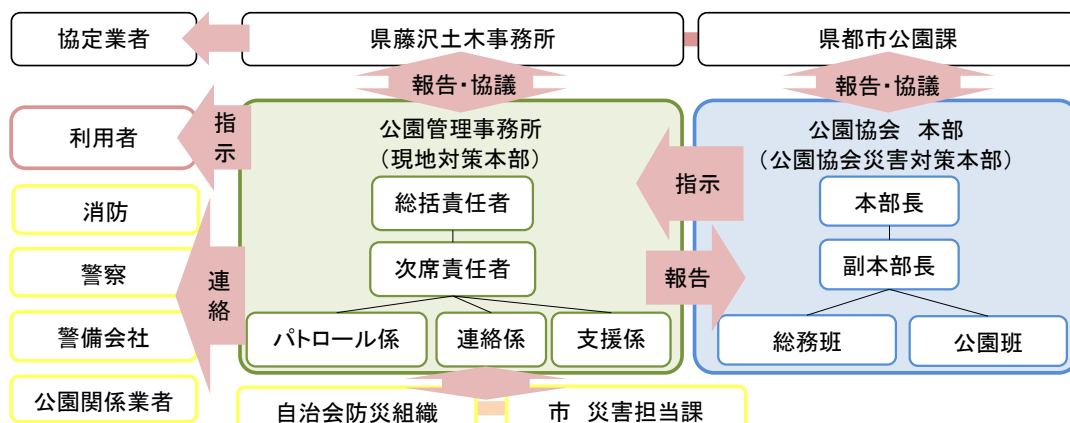 協定業者
県藤沢土木事務所
県都市公園課
報告・協議
報告・協議
利用者
指示
公園管理事務所
（現地対策本部）
公園協会 本部
（公園協会災害対策本部）
指示
総括責任者
本部長
消防
次席責任者
副本部長
警察
連絡
報告
警備会社
パトロール係
連絡係
支援係
総務班
公園班
公園関係業者
自治会防災組織
市 災害担当課